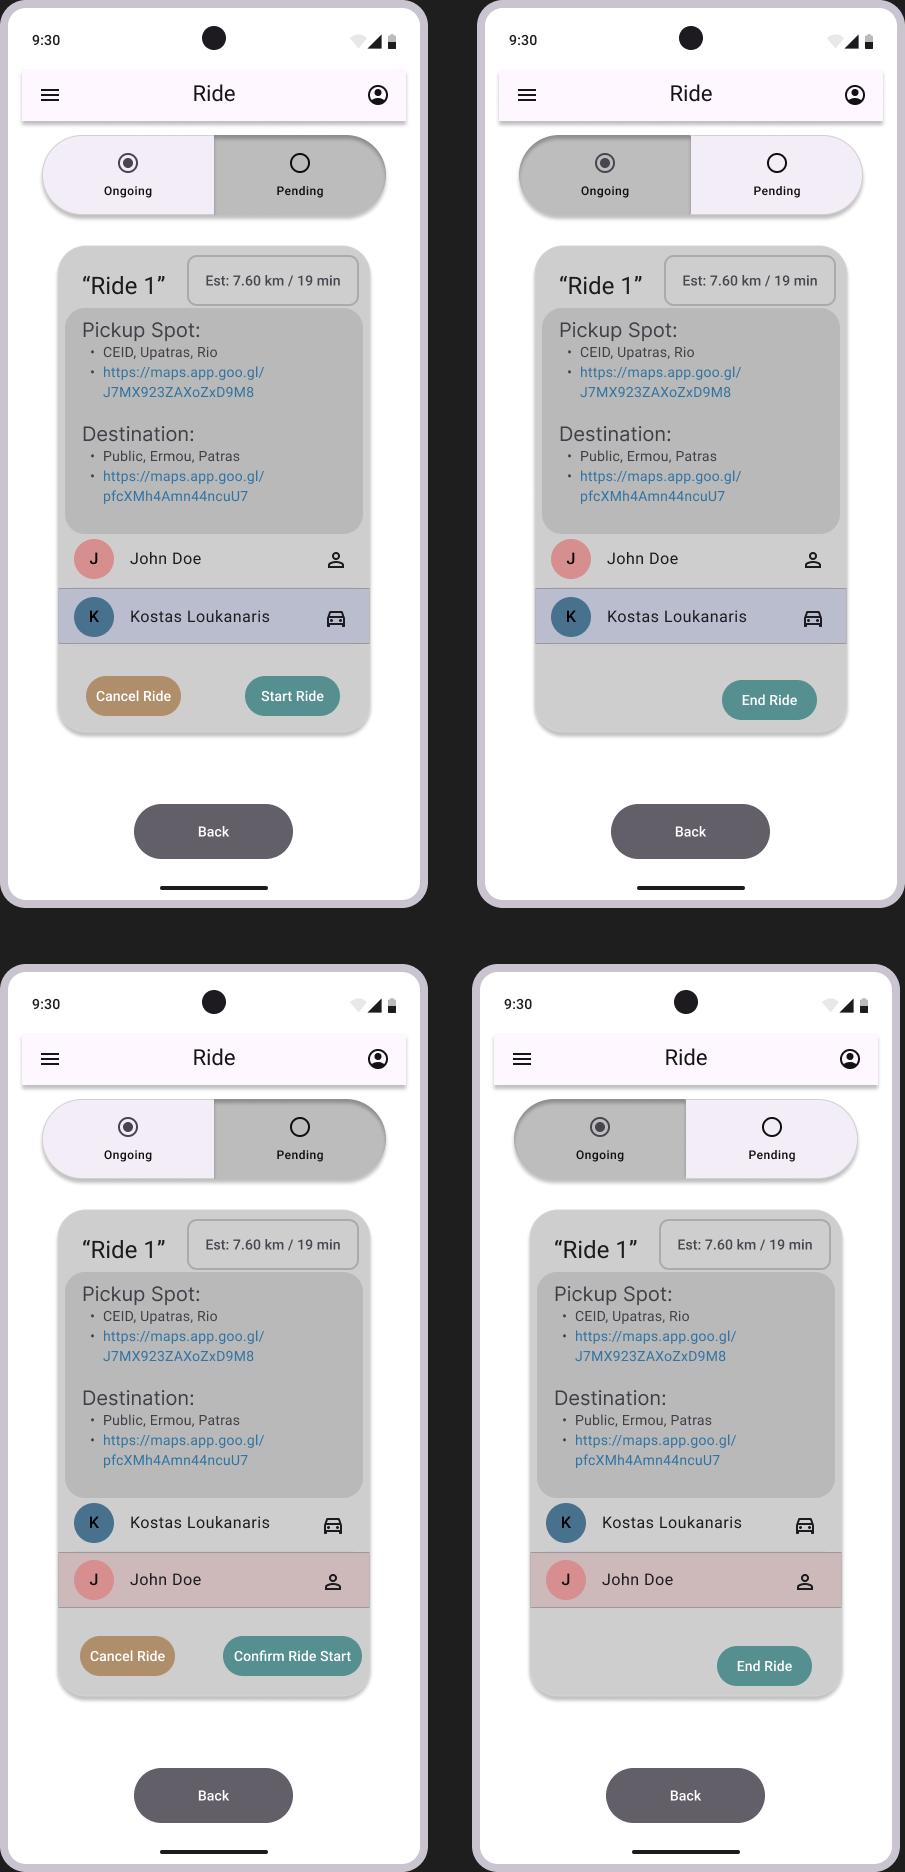 9:30
Ride
Ongoing
Pending
“Ride 1”
Est: 7.60 km / 19 min
Pickup Spot:
• CEID, Upatras, Rio
• https://maps.app.goo.gl/
J7MX923ZAXoZxD9M8
Destination:
• Public, Ermou, Patras
• https://maps.app.goo.gl/
pfcXMh4Amn44ncuU7
J John Doe
K Kostas Loukanaris
Cancel Ride
Start Ride
Back
9:30
Ride
Ongoing
Pending
“Ride 1”
Est: 7.60 km / 19 min
Pickup Spot:
• CEID, Upatras, Rio
• https://maps.app.goo.gl/
J7MX923ZAXoZxD9M8
Destination:
• Public, Ermou, Patras
• https://maps.app.goo.gl/
pfcXMh4Amn44ncuU7
J John Doe
K Kostas Loukanaris
End Ride
Back
9:30
Ride
Ongoing
Pending
“Ride 1”
Est: 7.60 km / 19 min
Pickup Spot:
• CEID, Upatras, Rio
• https://maps.app.goo.gl/
J7MX923ZAXoZxD9M8
Destination:
• Public, Ermou, Patras
• https://maps.app.goo.gl/
pfcXMh4Amn44ncuU7
K Kostas Loukanaris
J John Doe
Cancel Ride
Confirm Ride Start
Back
9:30
Ride
Ongoing
Pending
“Ride 1”
Est: 7.60 km / 19 min
Pickup Spot:
• CEID, Upatras, Rio
• https://maps.app.goo.gl/
J7MX923ZAXoZxD9M8
Destination:
• Public, Ermou, Patras
• https://maps.app.goo.gl/
pfcXMh4Amn44ncuU7
K Kostas Loukanaris
J John Doe
End Ride
Back